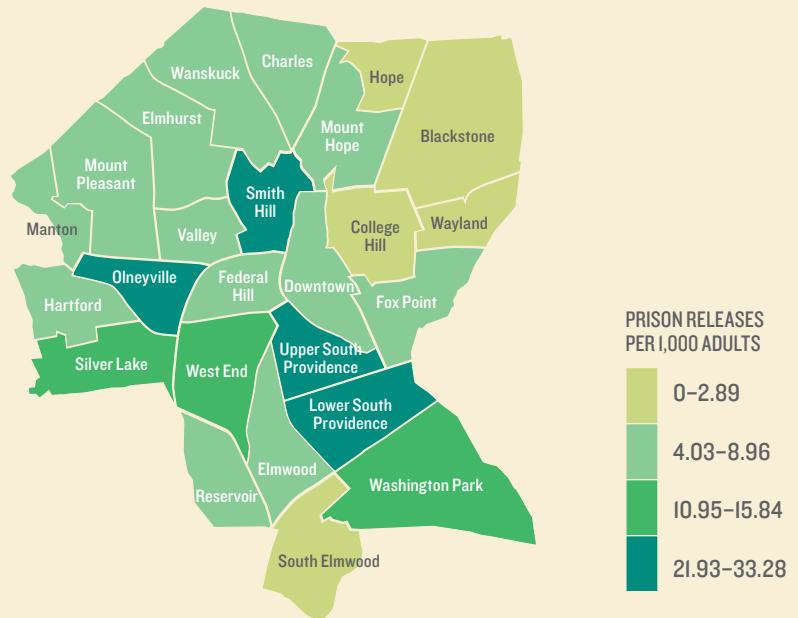 Charles
Wanskuck
Hope
Elmhurst
Mount
Hope
Blackstone
Mount
Pleasant
Smith
Hill
Manton
Valley
College
Hill
Wayland
Olneyville
Federal
Hill
Downtown
Fox Point
Hartford
Silver Lake
West End
Upper South
Providence
Lower South
Providence
Elmwood
Reservoir
Washington Park
South Elmwood
PRISON RELEASES
PER 1,000 ADULTS
0–2.89
4.03–8.96
10.95–15.84
21.93–33.28